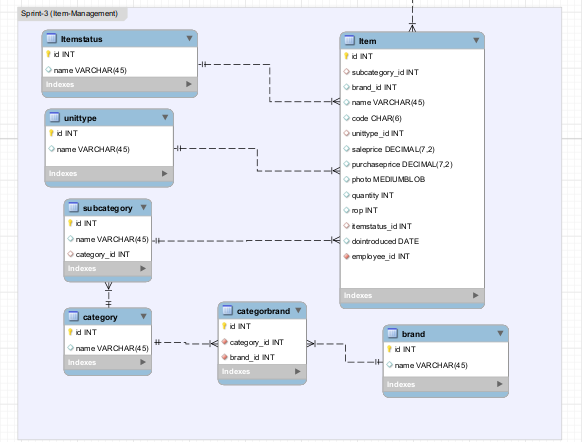 Sprint-3 (Item-Management)
Itemstatus
id INT
name VARCHAR(45)
Indexes
unittype
id INT
name VARCHAR(45)
Indexes
subcategory
id INT
name VARCHAR(45)
category_id INT
Indexes
category
id INT
name VARCHAR(45)
Indexes
categorbrand
id INT
category_id INT
brand_id INT
Indexes
Item
id INT
subcategory_id INT
brand_id INT
name VARCHAR(45)
code CHAR(6)
unittype_id INT
saleprice DECIMAL(7,2)
purchaseprice DECIMAL(7,2)
photo MEDIUMBLOB
quantity INT
rop INT
itemstatus_id INT
dointroduced DATE
employee_id INT
Indexes
brand
id INT
name VARCHAR(45)
Indexes